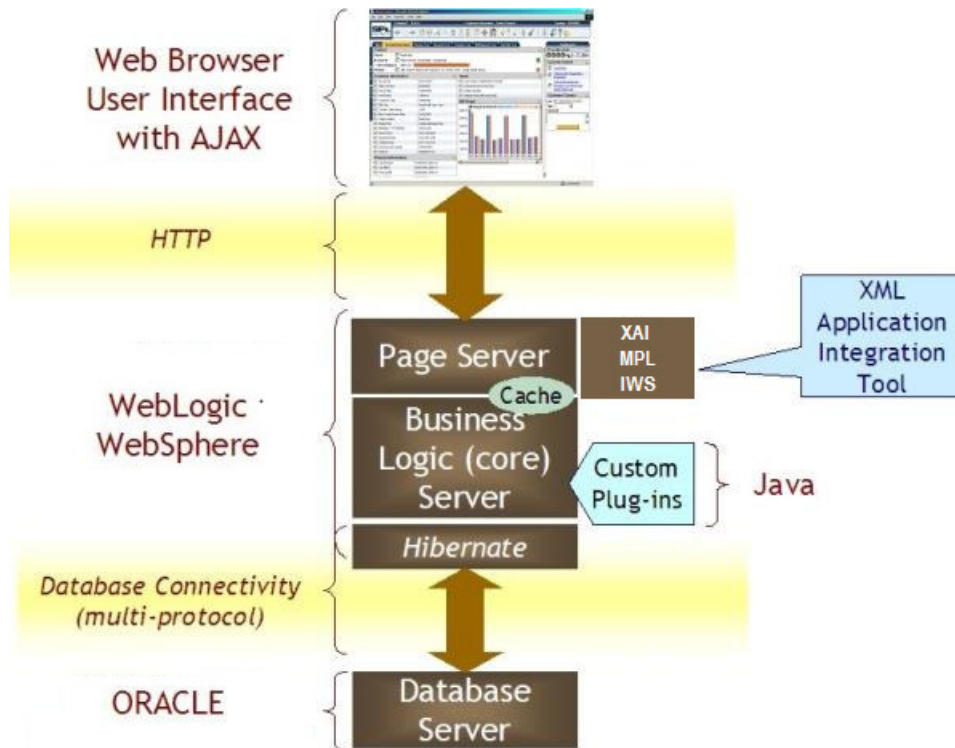 Web Browser
User Interface
with AJAX
HTTP
WebLogic
WebSphere
Page Server
XAI
MPL
IWS
XML
Application
Integration
Tool
Cache
Business
Logic (core)
Server
Custom
Plug-ins
Java
Hibernate
Database Connectivity
(multi-protocol)
ORACLE
Database
Server